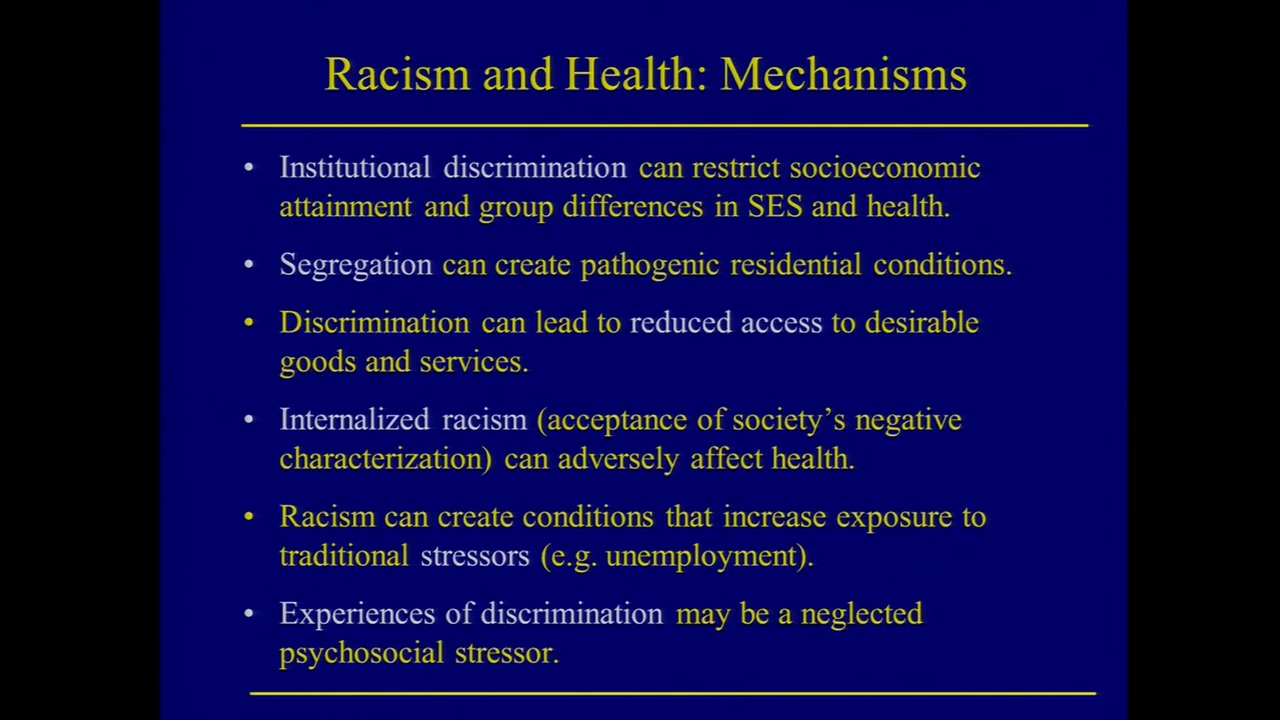 Racism and Health: Mechanisms
• Institutional discrimination can restrict socioeconomic
attainment and group differences in SES and health.
• Segregation can create pathogenic residential conditions.
• Discrimination can lead to reduced access to desirable
goods and services.
• Internalized racism (acceptance of society’s negative
characterization) can adversely affect health.
• Racism can create conditions that increase exposure to
traditional stressors (e.g. unemployment).
• Experiences of discrimination may be a neglected
psychosocial stressor.